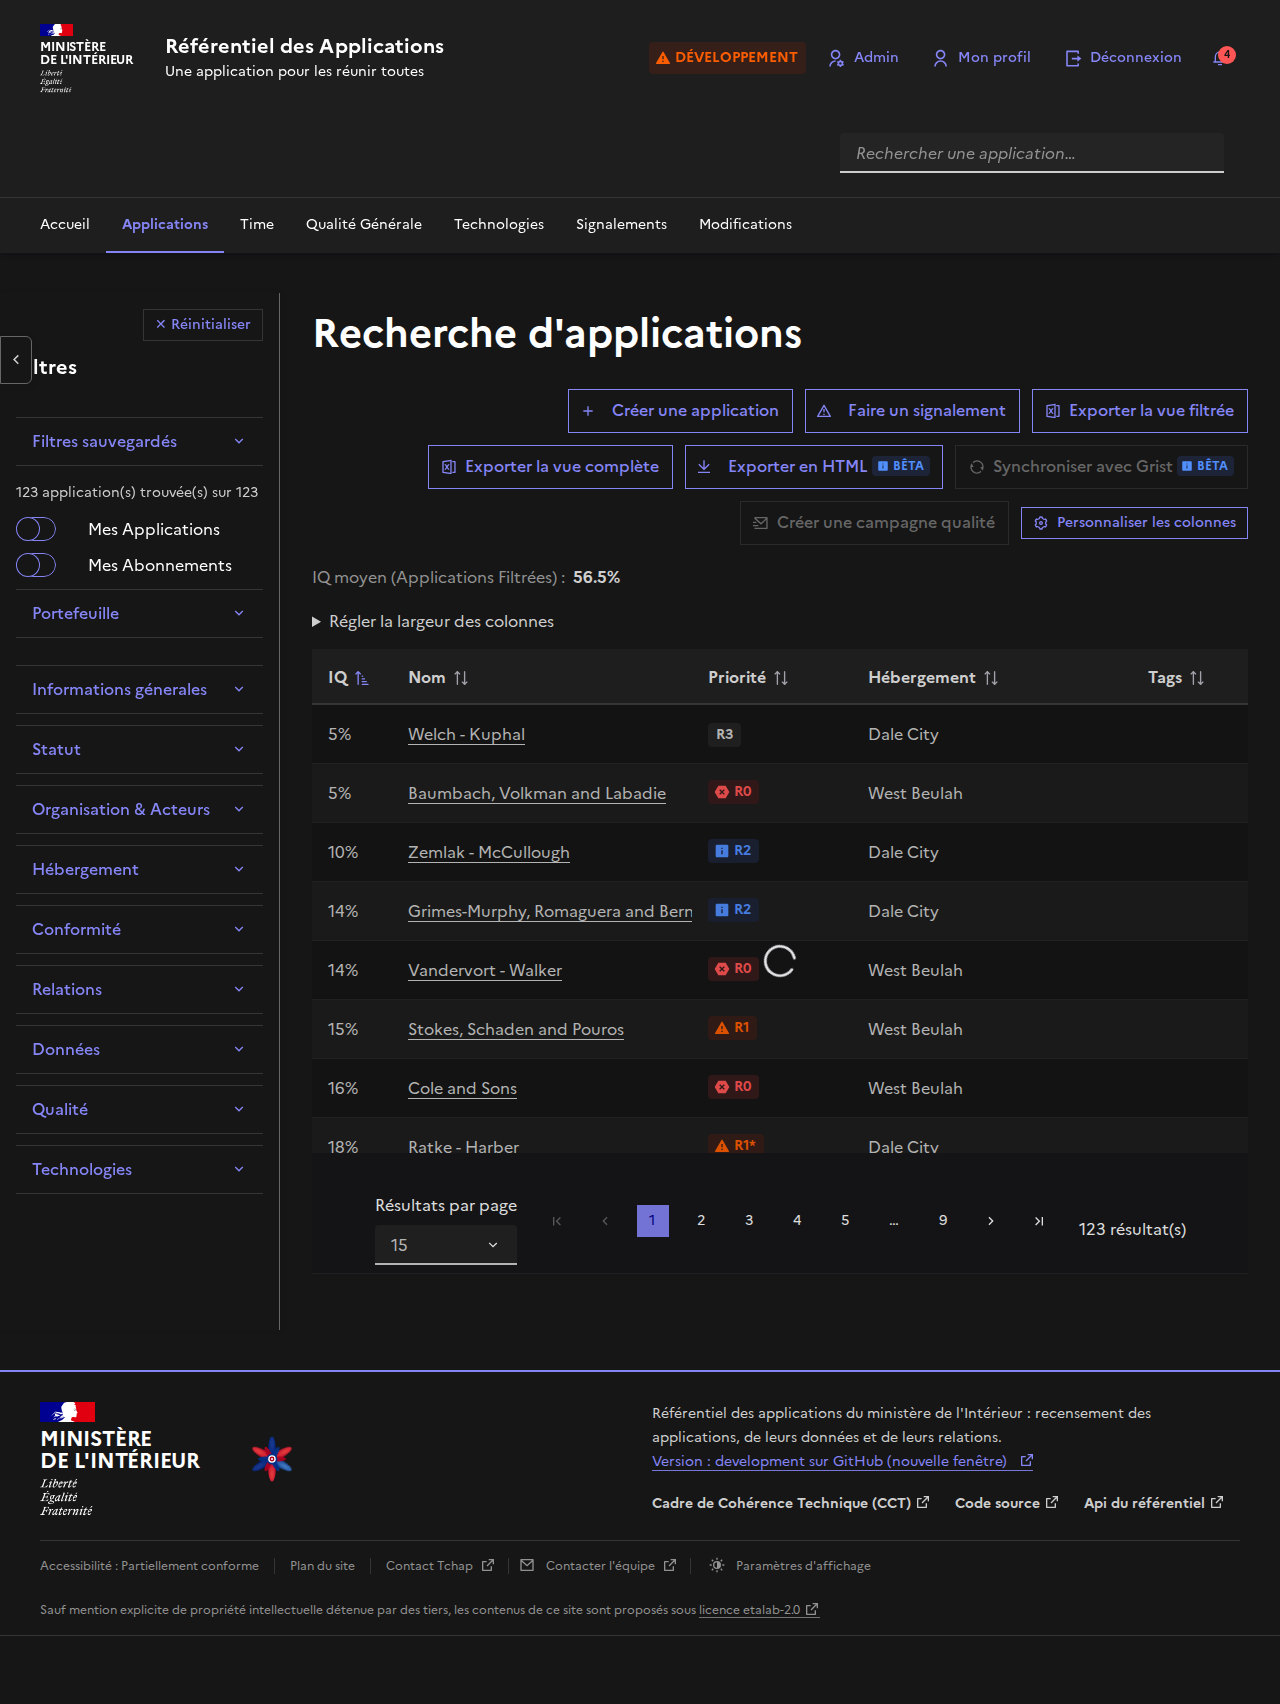 MINISTÈRE
DE L'INTÉRIEUR
Liberté
Égalité
Fraternité
Référentiel des Applications
Une application pour les réunir toutes
DÉVELOPPEMENT
Admin
Mon profil
Déconnexion
4
Rechercher une application...
Accueil
Applications
Time
Qualité Générale
Technologies
Signalements
Modifications
Réinitialiser
ltres
Filtres sauvegardés
123 application(s) trouvée(s) sur 123
Mes Applications
Mes Abonnements
Portefeuille
Informations génerales
Statut
Organisation & Acteurs
Hébergement
Conformité
Relations
Données
Qualité
Technologies
Recherche d'applications
Créer une application
Faire un signalement
Exporter la vue filtrée
Exporter la vue complète
Exporter en HTML BÊTA
Synchroniser avec Grist BÊTA
Créer une campagne qualité
Personnaliser les colonnes
IQ moyen (Applications Filtrées) : 56.5%
Régler la largeur des colonnes
IQ Nom Priorité Hébergement Tags
5% Welch - Kuphal R3 Dale City
5% Baumbach, Volkman and Labadie R0 West Beulah
10% Zemlak - McCullough R2 Dale City
14% Grimes-Murphy, Romaguera and Bern R2 Dale City
14% Vandervort - Walker R0 West Beulah
15% Stokes, Schaden and Pouros R1 West Beulah
16% Cole and Sons R0 West Beulah
18% Ratke - Harber R1* Dale City
Résultats par page
15
1 2 3 4 5 … 9
123 résultat(s)
MINISTÈRE
DE L'INTÉRIEUR
Liberté
Égalité
Fraternité
Référentiel des applications du ministère de l'Intérieur : recensement des
applications, de leurs données et de leurs relations.
Version : development sur GitHub (nouvelle fenêtre)
Cadre de Cohérence Technique (CCT)
Code source
Api du référentiel
Accessibilité : Partiellement conforme
Plan du site
Contact Tchap
Contacter l'équipe
Paramètres d'affichage
Sauf mention explicite de propriété intellectuelle détenue par des tiers, les contenus de ce site sont proposés sous licence etalab-2.0